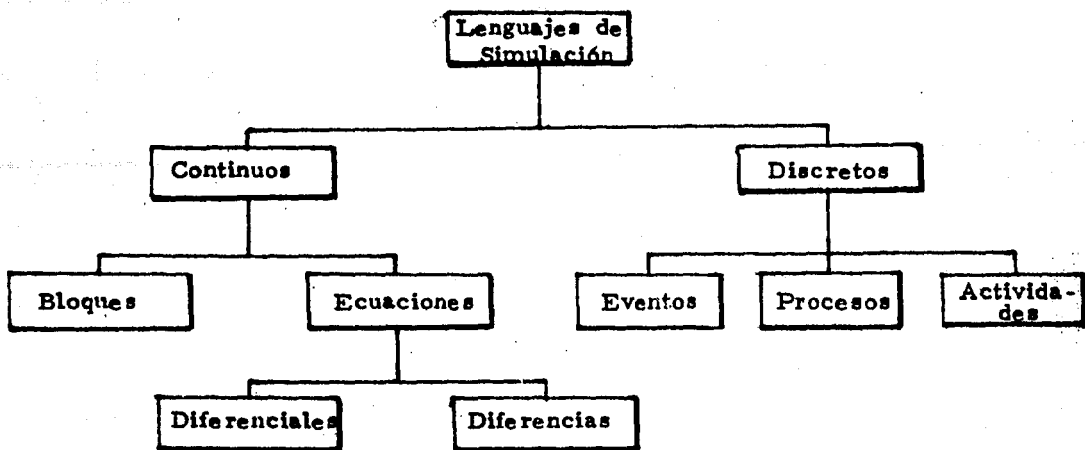 Lenguajes de
Simulación
Continuos
Discretos
Bloques
Ecuaciones
Eventos
Procesos
Activida-
des
Diferenciales
Diferencias